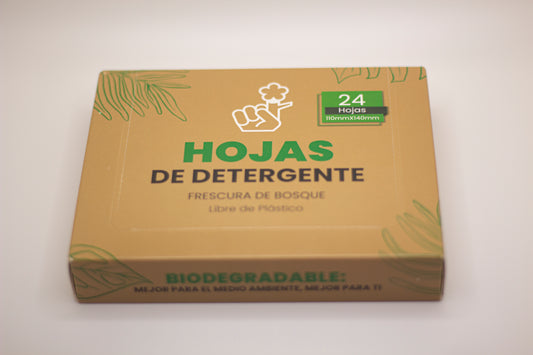 24
Hojas
110mmX140mm
HOJAS
DE DETERGENTE
FRESCURA DE BOSQUE
Libre de Plástico
BIODEGRADABLE:
MEJOR PARA EL MEDIO AMBIENTE, MEJOR PARA TI